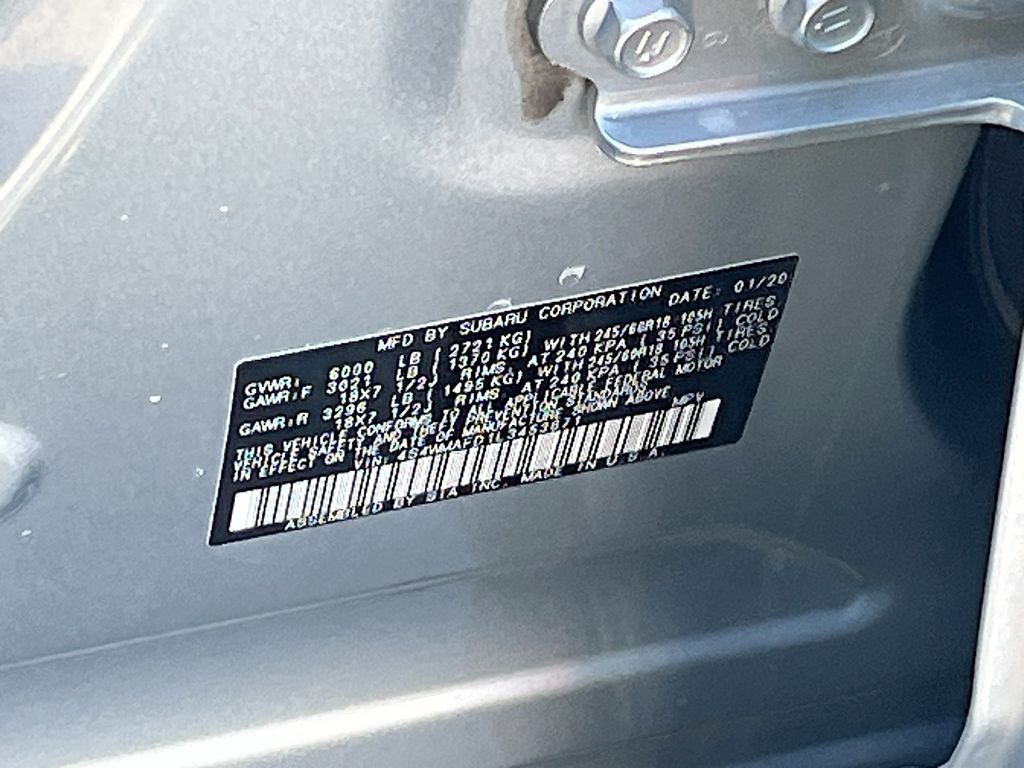 MFD BY SUBARU CORPORATION DATE: 01/20
GVWR: 6000 LB ( 2721 KG)
GAWR:F 3021 LB ( 1370 KG) WITH 245/60R18 105H TIRES
18X7 1/2J RIMS, AT 240 KPA ( 35 PSI) COLD
GAWR:R 3296 LB ( 1495 KG) WITH 245/60R18 105H TIRES,
18X7 1/2J RIMS, AT 240 KPA ( 35 PSI) COLD
THIS VEHICLE CONFORMS TO ALL APPLICABLE FEDERAL MOTOR
VEHICLE SAFETY AND THEFT PREVENTION STANDARDS
IN EFFECT ON THE DATE OF MANUFACTURE SHOWN ABOVE
VIN: MPV
ASSEMBLED BY SIA INC. MADE IN U.S.A.